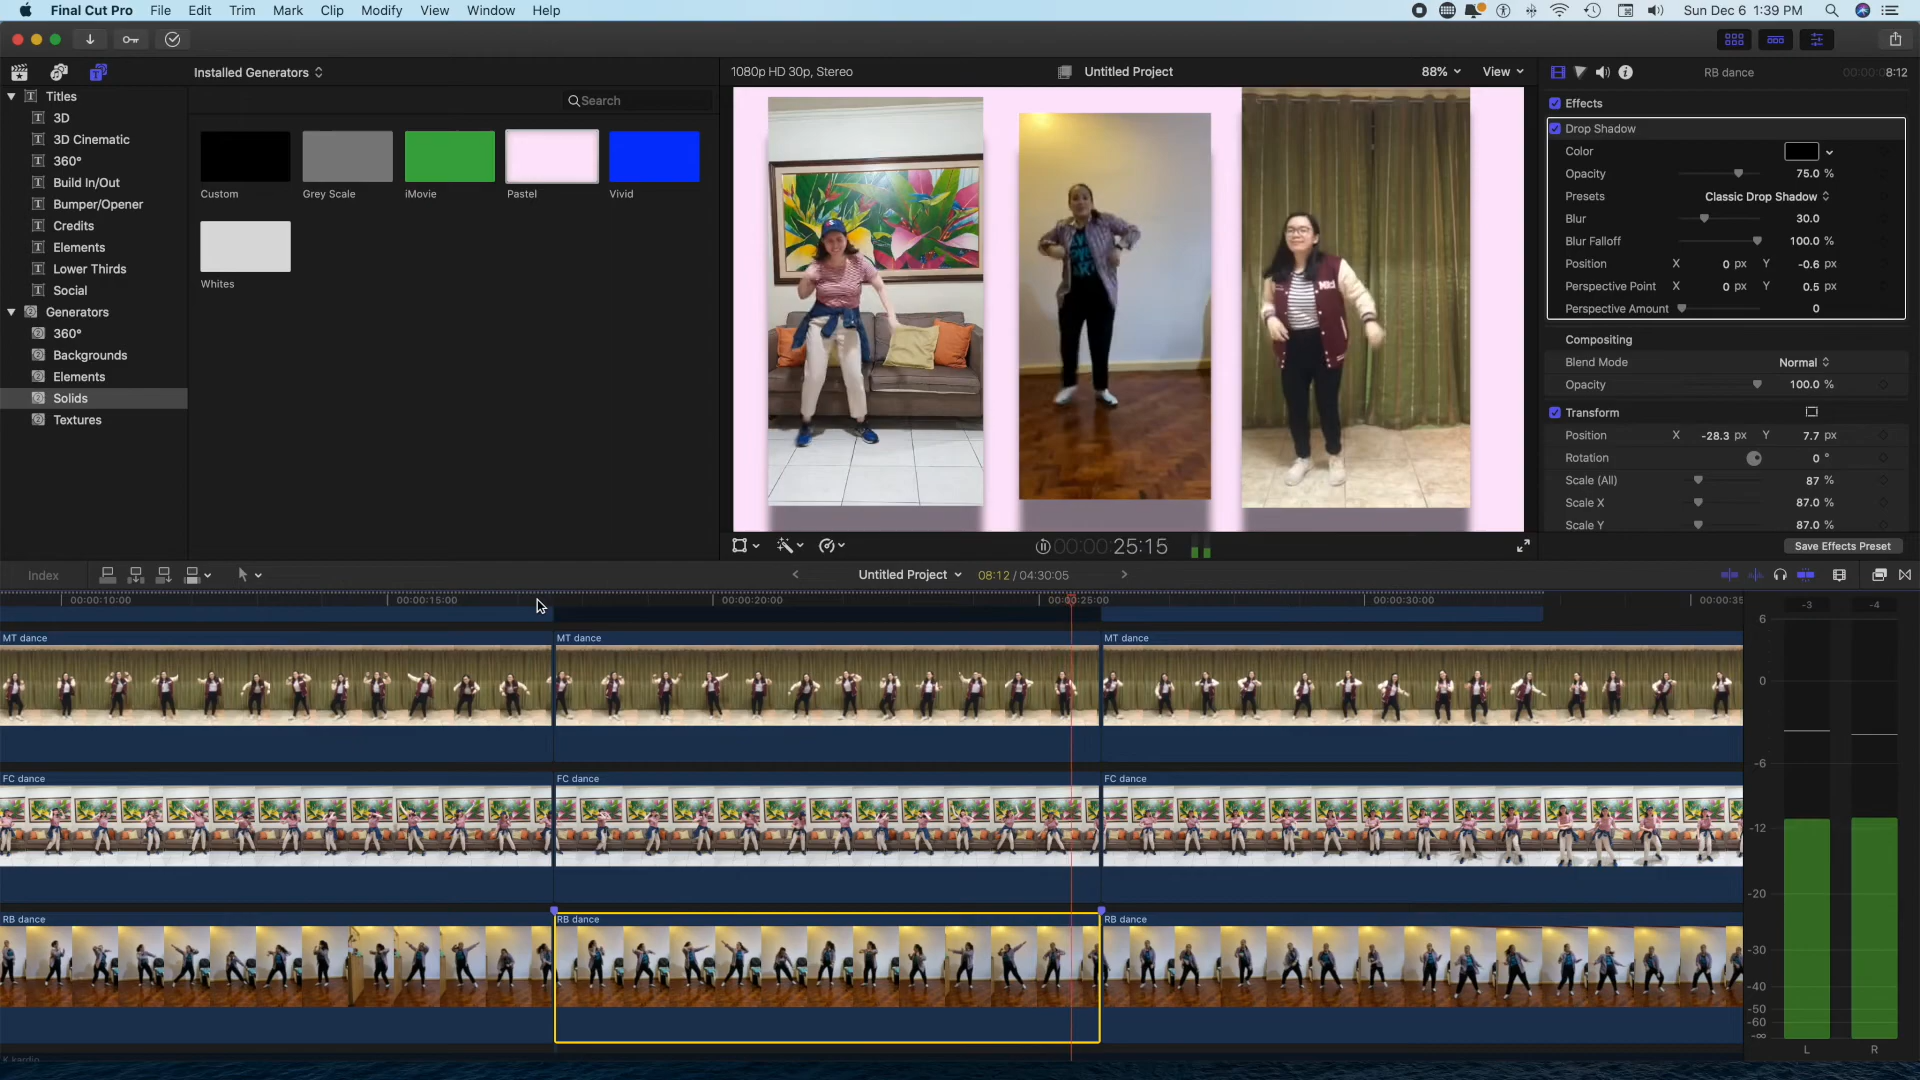 Final Cut Pro File Edit Trim Mark Clip Modify View Window Help
Sun Dec 6 1:39 PM
Installed Generators
Search
Titles
3D
3D Cinematic
360°
Build In/Out
Bumper/Opener
Credits
Elements
Lower Thirds
Social
Generators
360°
Backgrounds
Elements
Solids
Textures
Custom
Grey Scale
iMovie
Pastel
Vivid
Whites
1080p HD 30p, Stereo
Untitled Project
88%
View
00:00:25:15
RB dance
00:00:08:12
Effects
Drop Shadow
Color
Opacity 75.0 %
Presets Classic Drop Shadow
Blur 30.0
Blur Falloff 100.0 %
Position X 0 px Y -0.6 px
Perspective Point X 0 px Y 0.5 px
Perspective Amount 0
Compositing
Blend Mode Normal
Opacity 100.0 %
Transform
Position X -28.3 px Y 7.7 px
Rotation 0 °
Scale (All) 87 %
Scale X 87.0 %
Scale Y 87.0 %
Save Effects Preset
Index
Untitled Project 08:12 / 04:30:05
00:00:10:00 00:00:15:00 00:00:20:00 00:00:25:00 00:00:30:00 00:00:35
MT dance MT dance MT dance
FC dance FC dance FC dance
RB dance RB dance RB dance
-3 -4
6
0
-6
-12
-20
-30
-40
-50
-60
-∞
L R